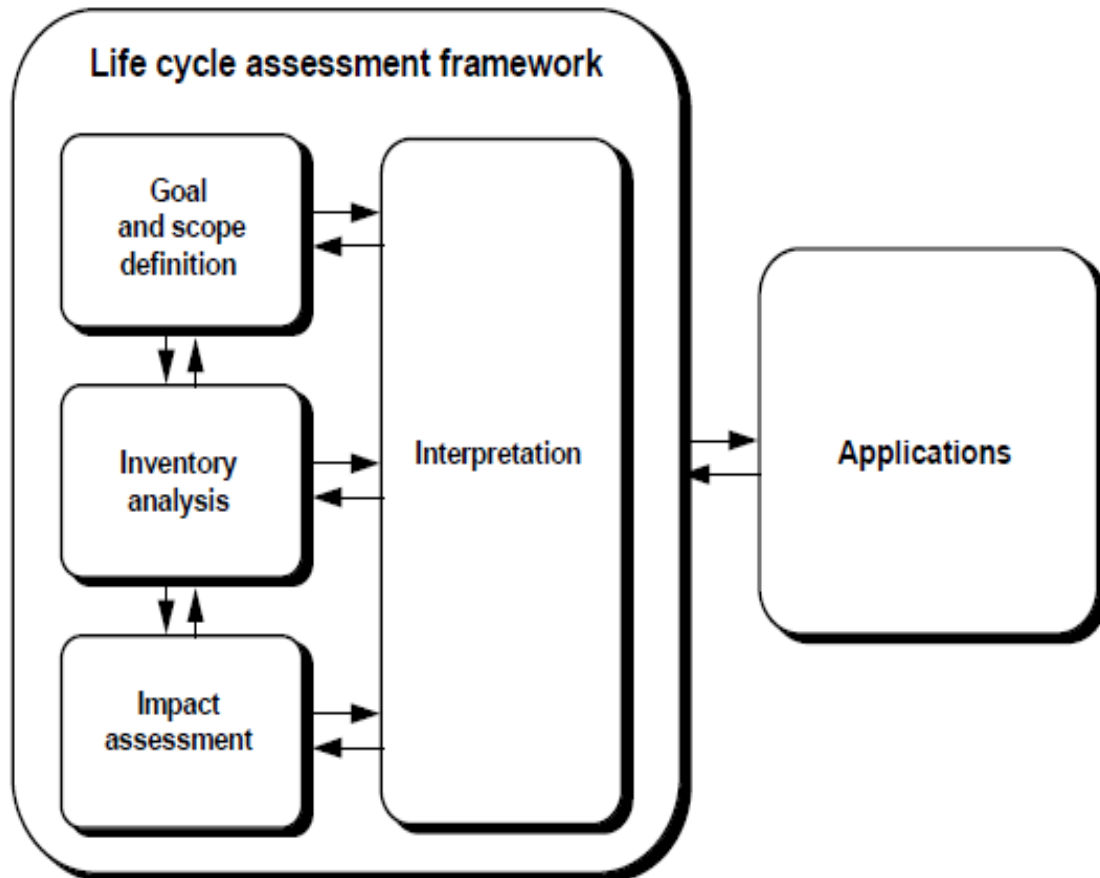 Life cycle assessment framework
Goal
and scope
definition
Inventory
analysis
Interpretation
Impact
assessment
Applications